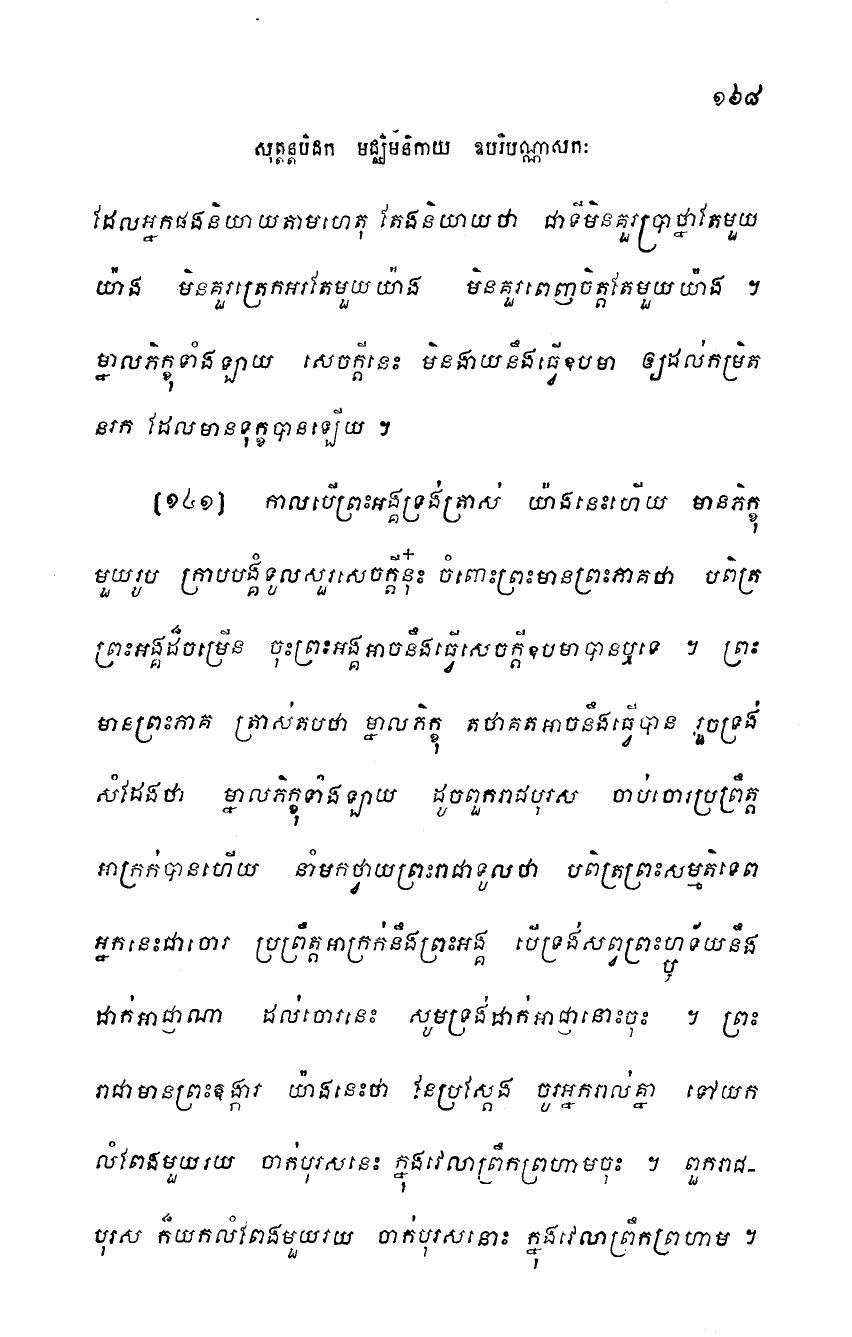 ១៦៨
សុត្តន្តបិដក មជ្ឈិមនិកាយ ឧបរិបណ្ណាសកៈ
ដែលអ្នកផងនិយាយតាមហេតុ តែងនិយាយថា ជាទីមិនគួរប្រាថ្នាតែមួយ
យ៉ាង មិនគួរត្រេកអរតែមួយយ៉ាង មិនគួរពេញចិត្តតែមួយយ៉ាង ។
ម្នាលភិក្ខុទាំងឡាយ សេចក្តីនេះ មិនងាយនឹងធ្វើឧបមា ឲ្យដល់កម្រិត
នរក ដែលមានទុក្ខបានឡើយ ។
[១៤១] កាលបើព្រះអង្គទ្រង់ត្រាស់ យ៉ាងនេះហើយ មានភិក្ខុ
មួយរូប ក្រាបបង្គំទូលសួរសេចក្តីនុ៎ះ ចំពោះព្រះមានព្រះភាគថា បពិត្រ
ព្រះអង្គដ៏ចម្រើន ចុះព្រះអង្គអាចនឹងធ្វើសេចក្តីឧបមាបានឬទេ ។ ព្រះ
មានព្រះភាគ ត្រាស់តបថា ម្នាលភិក្ខុ តថាគតអាចនឹងធ្វើបាន រួចទ្រង់
សំដែងថា ម្នាលភិក្ខុទាំងឡាយ ដូចពួករាជបុរស ចាប់ចោរប្រព្រឹត្ត
អាក្រក់បានហើយ នាំមកថ្វាយព្រះរាជាទូលថា បពិត្រព្រះសម្មតិទេព
អ្នកនេះជាចោរ ប្រព្រឹត្តអាក្រក់នឹងព្រះអង្គ បើទ្រង់សព្វព្រះហ្ឫទ័យនឹង
ដាក់អាជ្ញាណា ដល់ចោរនេះ សូមទ្រង់ដាក់អាជ្ញានោះចុះ ។ ព្រះ
រាជាមានព្រះឧង្ការ យ៉ាងនេះថា នែប្រស្តែង ចូរអ្នករាល់គ្នា ទៅយក
លំពែងមួយរយ ចាក់បុរសនេះ ក្នុងវេលាព្រឹកព្រហាមចុះ ។ ពួករាជ-
បុរស ក៏យកលំពែងមួយរយ ចាក់បុរសនោះ ក្នុងវេលាព្រឹកព្រហាម ។